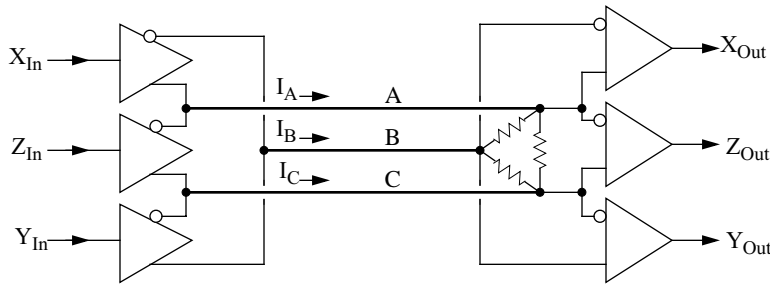 X_In
I_A
A
X_Out
Z_In
I_B
B
Z_Out
I_C
C
Y_In
Y_Out